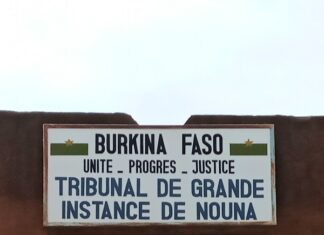 BURKINA FASO
UNITE _ PROGRES _ JUSTICE
TRIBUNAL DE GRANDE
INSTANCE DE NOUNA